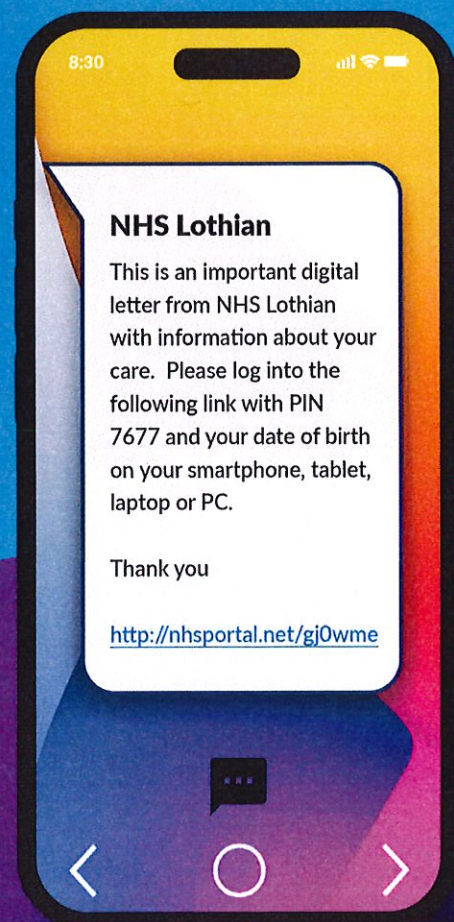 8:30
NHS Lothian
This is an important digital
letter from NHS Lothian
with information about your
care.  Please log into the
following link with PIN
7677 and your date of birth
on your smartphone, tablet,
laptop or PC.
Thank you
http://nhsportal.net/gj0wme